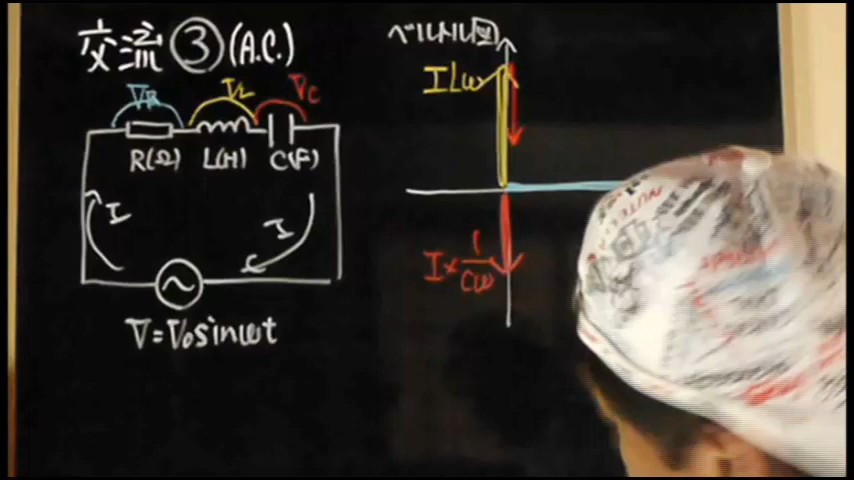 交流③(A.C.)
V_R V_L V_C
R(Ω) L(H) C(F)
I
I
V=V₀sinωt
ベクトル図
ILω
I×1/Cω